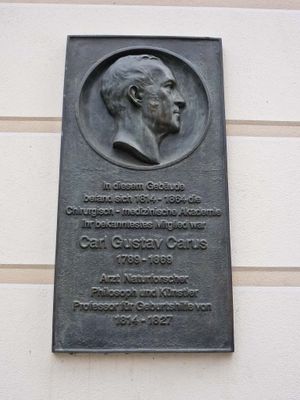 In diesem Gebäude
befand sich 1814-1864 die
Chirurgisch-medizinische Akademie
Ihr bekanntestes Mitglied war
Carl Gustav Carus
1789-1869
Arzt Naturforscher
Philosoph und Künstler
Professor für Geburtshilfe von
1814-1827